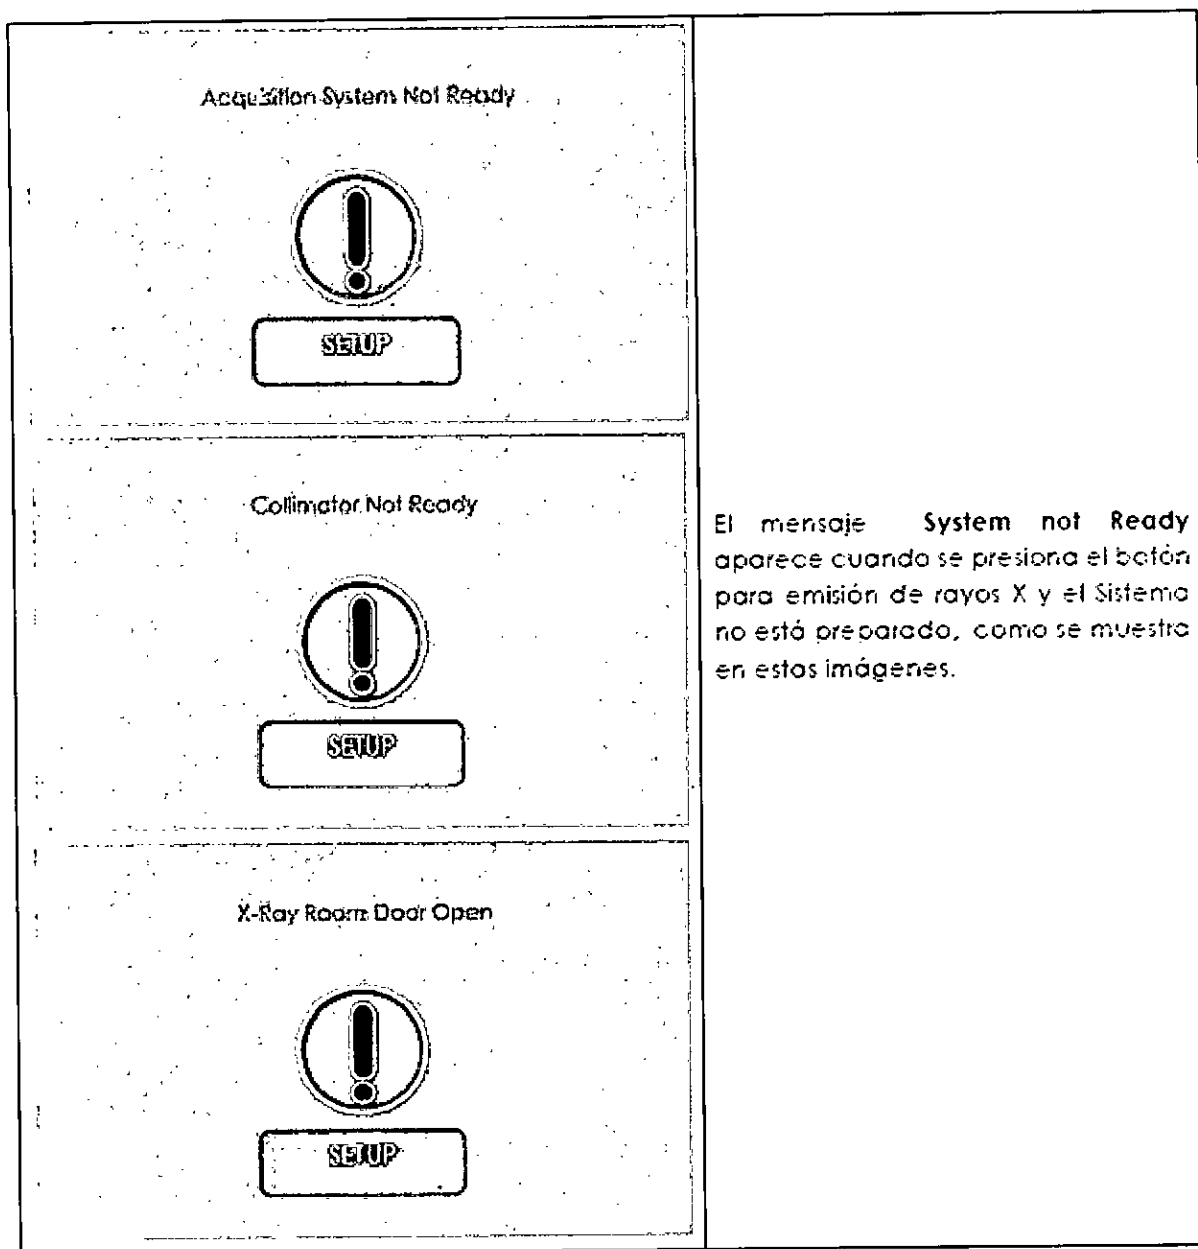 Acquisition System Not Ready
SETUP
Collimator Not Ready
SETUP
X-Ray Room Door Open
SETUP
El mensaje System not Ready
aparece cuando se presiona el botón
para emisión de rayos X y el Sistema
no está preparado, como se muestra
en estas imágenes.